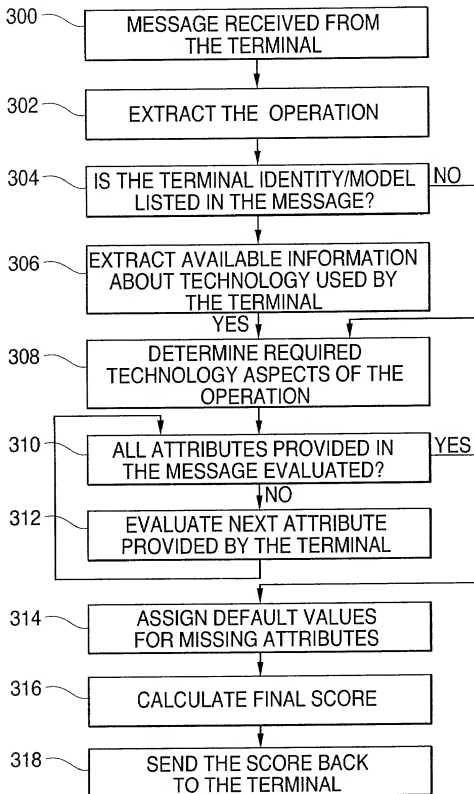 300 MESSAGE RECEIVED FROM
THE TERMINAL
302 EXTRACT THE OPERATION
304 IS THE TERMINAL IDENTITY/MODEL NO
LISTED IN THE MESSAGE?
306 EXTRACT AVAILABLE INFORMATION
ABOUT TECHNOLOGY USED BY
THE TERMINAL
YES
308 DETERMINE REQUIRED
TECHNOLOGY ASPECTS OF THE
OPERATION
310 ALL ATTRIBUTES PROVIDED IN YES
THE MESSAGE EVALUATED?
NO
312 EVALUATE NEXT ATTRIBUTE
PROVIDED BY THE TERMINAL
314 ASSIGN DEFAULT VALUES
FOR MISSING ATTRIBUTES
316 CALCULATE FINAL SCORE
318 SEND THE SCORE BACK
TO THE TERMINAL